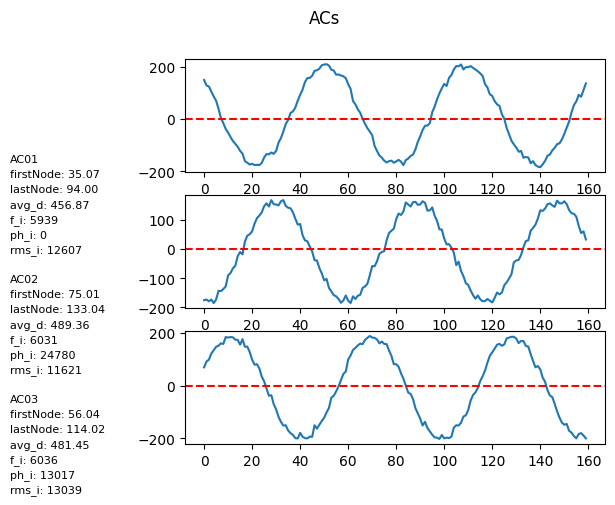 ACs
200
0
−200
0 20 40 60 80 100 120 140 160
100
0
−100
−200
0 20 40 60 80 100 120 140 160
200
0
−200
0 20 40 60 80 100 120 140 160
AC01
firstNode: 35.07
lastNode: 94.00
avg_d: 456.87
f_i: 5939
ph_i: 0
rms_i: 12607
AC02
firstNode: 75.01
lastNode: 133.04
avg_d: 489.36
f_i: 6031
ph_i: 24780
rms_i: 11621
AC03
firstNode: 56.04
lastNode: 114.02
avg_d: 481.45
f_i: 6036
ph_i: 13017
rms_i: 13039